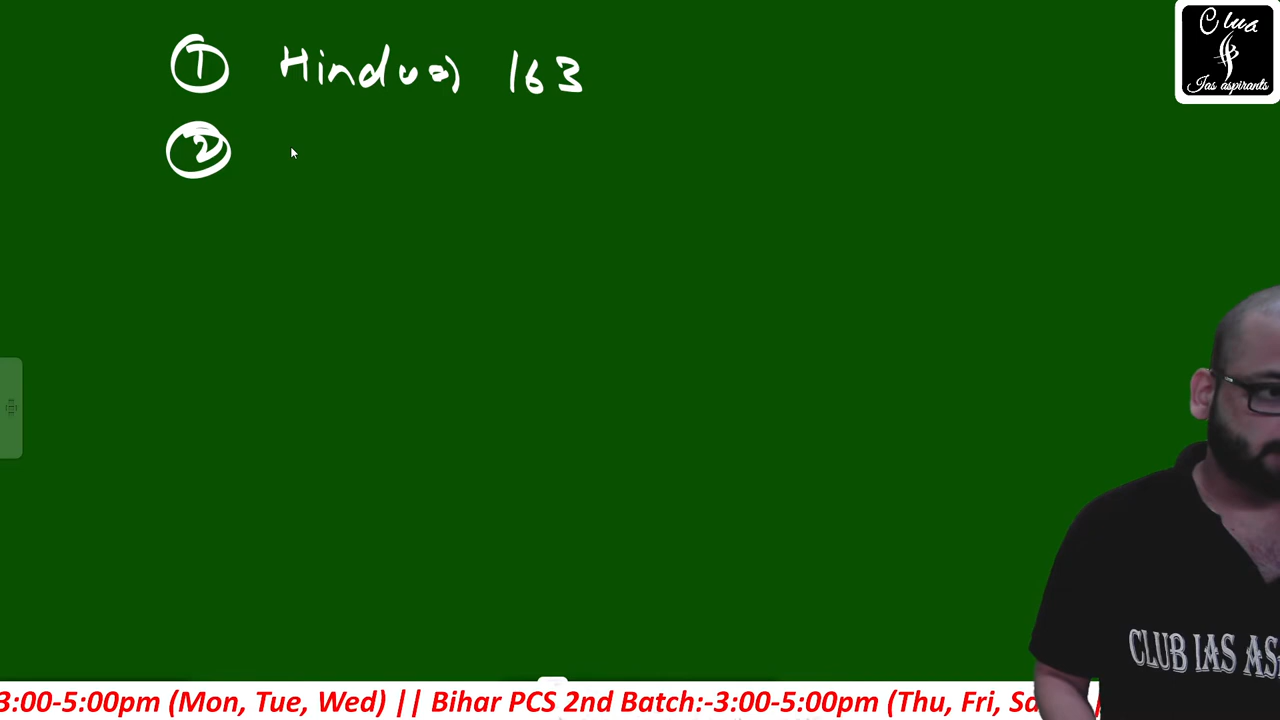 ① Hindu => 163
②
Club
Ias aspirants
CLUB IAS AS
3:00-5:00pm (Mon, Tue, Wed) || Bihar PCS 2nd Batch:-3:00-5:00pm (Thu, Fri, Sa